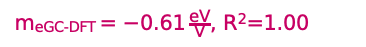 m_eGC-DFT = −0.61 eV/V, R²=1.00